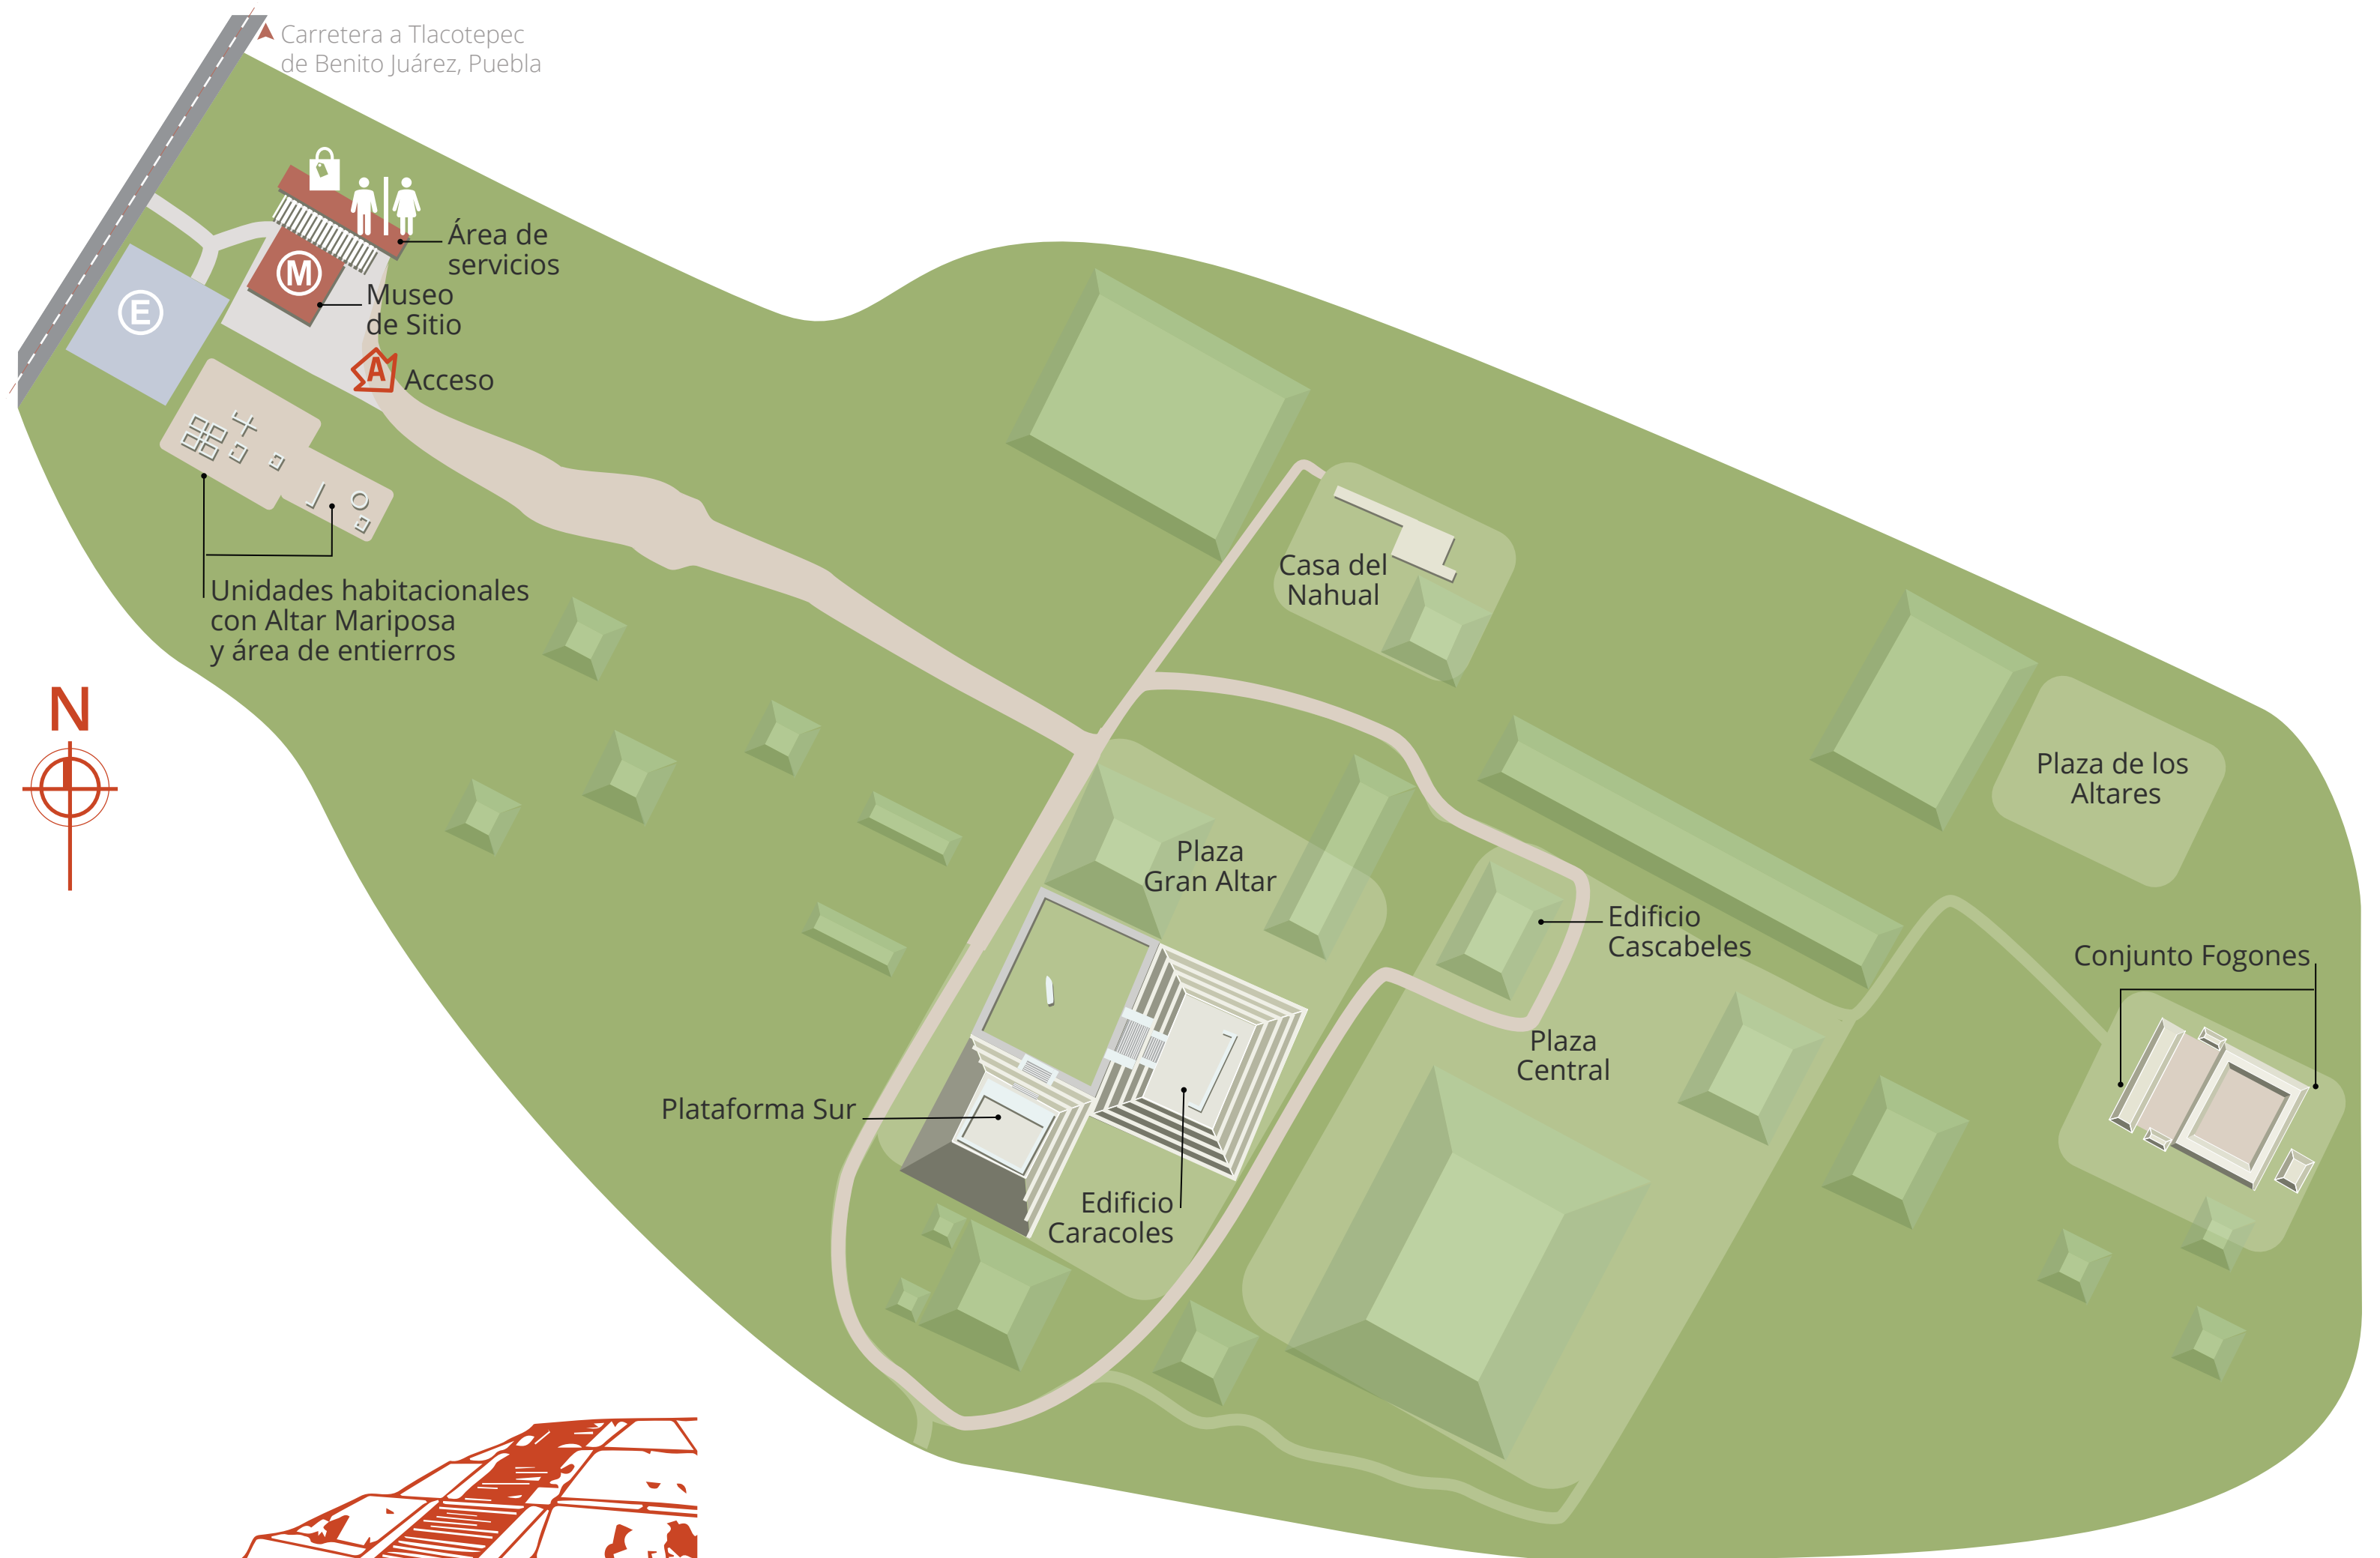 Carretera a Tlacotepec
de Benito Juárez, Puebla
Área de
servicios
M
Museo
de Sitio
E
A
Acceso
Unidades habitacionales
con Altar Mariposa
y área de entierros
N
Casa del
Nahual
Plaza de los
Altares
Plaza
Gran Altar
Edificio
Cascabeles
Conjunto Fogones
Plaza
Central
Plataforma Sur
Edificio
Caracoles